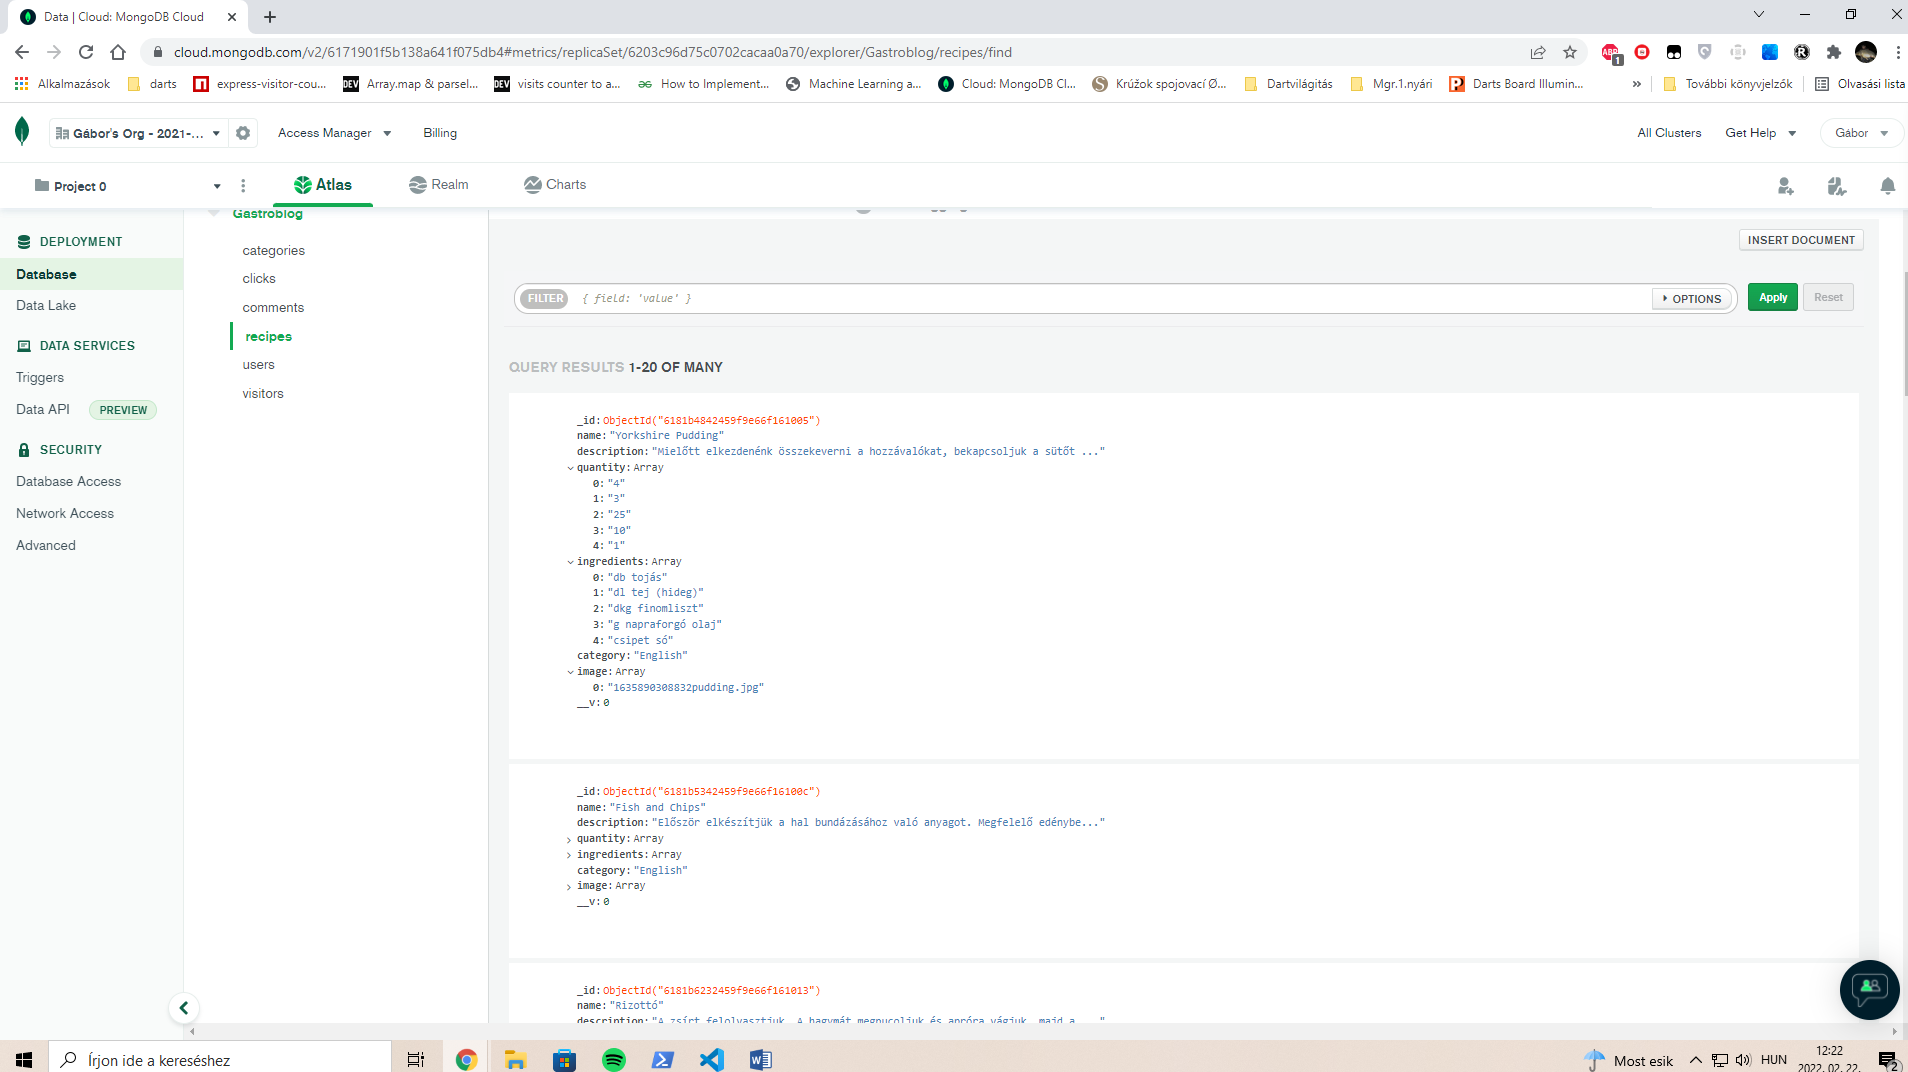 Data | Cloud: MongoDB Cloud
cloud.mongodb.com/v2/6171901f5b138a641f075db4#metrics/replicaSet/6203c96d75c0702cacaa0a70/explorer/Gastroblog/recipes/find
ABP
1
Alkalmazások
darts
express-visitor-cou...
DEV Array.map & parsel...
DEV visits counter to a...
How to Implement...
Machine Learning a...
Cloud: MongoDB Cl...
Krúžok spojovací Ø...
Dartvilágítás
Mgr.1.nyári
Darts Board Illumin...
»
További könyvjelzők
Olvasási lista
Gábor's Org - 2021-...
Access Manager
Billing
All Clusters
Get Help
Gábor
Project 0
Atlas
Realm
Charts
DEPLOYMENT
Database
Data Lake
DATA SERVICES
Triggers
Data API PREVIEW
SECURITY
Database Access
Network Access
Advanced
Gastroblog
categories
clicks
comments
recipes
users
visitors
INSERT DOCUMENT
FILTER { field: 'value' }
OPTIONS
Apply
Reset
QUERY RESULTS 1-20 OF MANY
_id: ObjectId("6181b4842459f9e66f161005")
name: "Yorkshire Pudding"
description: "Mielőtt elkezdenénk összekeverni a hozzávalókat, bekapcsoljuk a sütőt ..."
quantity: Array
0: "4"
1: "3"
2: "25"
3: "10"
4: "1"
ingredients: Array
0: "db tojás"
1: "dl tej (hideg)"
2: "dkg finomliszt"
3: "g napraforgó olaj"
4: "csipet só"
category: "English"
image: Array
0: "1635890308832pudding.jpg"
__v: 0
_id: ObjectId("6181b5342459f9e66f16100c")
name: "Fish and Chips"
description: "Először elkészítjük a hal bundázásához való anyagot. Megfelelő edénybe..."
quantity: Array
ingredients: Array
category: "English"
image: Array
__v: 0
_id: ObjectId("6181b6232459f9e66f161013")
name: "Rizottó"
description: "A zsírt felolvasztjuk. A hagymát megpucoljuk és apróra vágjuk, majd a ..."
Írjon ide a kereséshez
Most esik
HUN
12:22
2022. 02. 22.
2